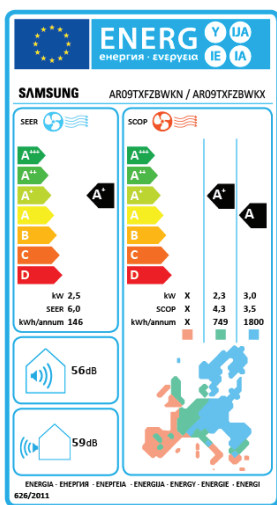 ENERG Y IJA
енергия · ενεργεια IE IA
SAMSUNG AR09TXFZBWKN / AR09TXFZBWKX
SEER SCOP
A+++ A+++
A++ A++
A+ A+ A+ A+
A A A
B B
C C
D D
kW 2,5 kW X 2,3 3,0
SEER 6,0 SCOP X 4,3 3,5
kWh/annum 146 kWh/annum X 749 1800
56dB
59dB
ENERGIA · ЕНЕРГИЯ · ΕΝΕΡΓΕΙΑ · ENERGIJA · ENERGY · ENERGIE · ENERGI
626/2011